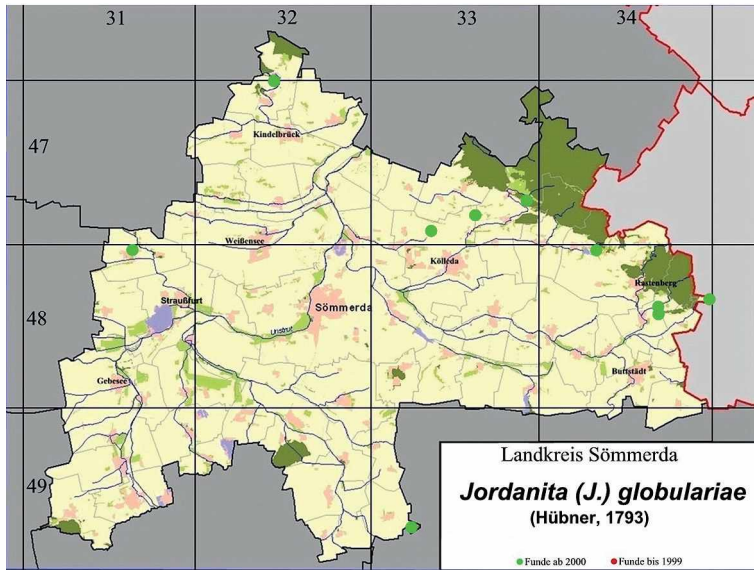 31 32 33 34
47
Kindelbrück
Weißensee
Kölleda
48
Straußfurt
Sömmerda
Rastenberg
Unstrut
Gebesee
Buttstädt
49
Landkreis Sömmerda
Jordanita (J.) globulariae
(Hübner, 1793)
Funde ab 2000 Funde bis 1999